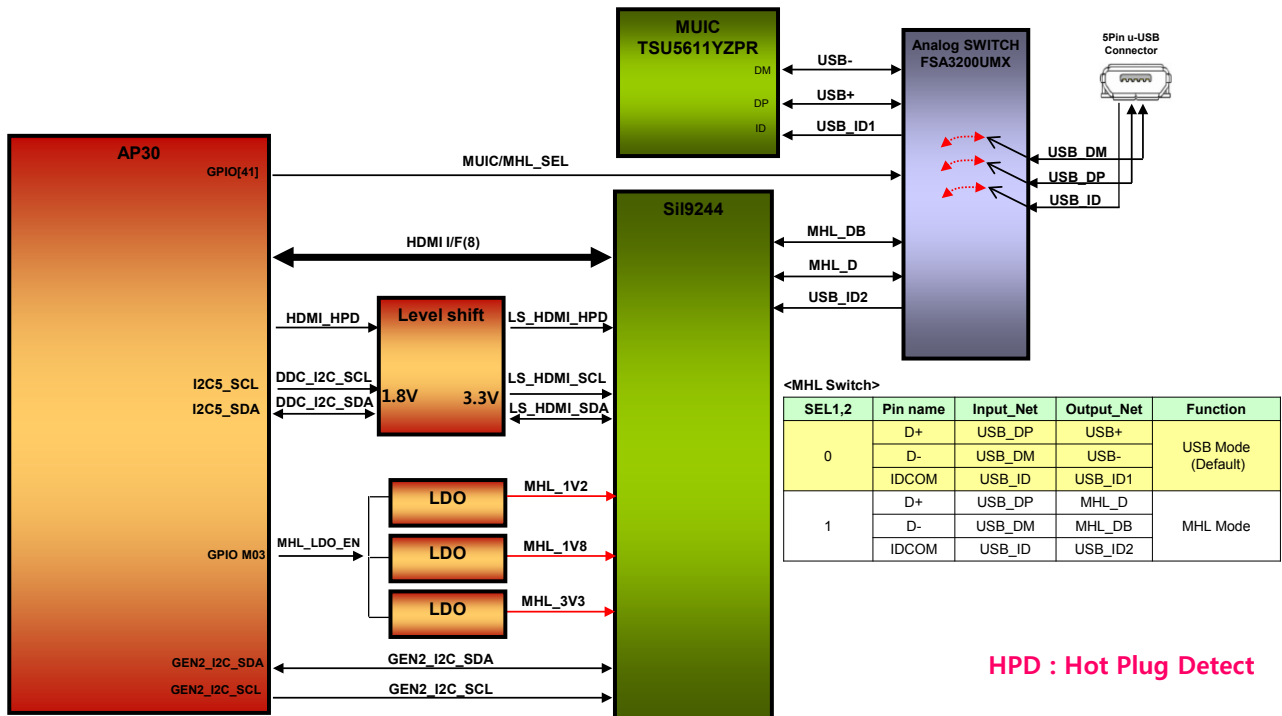 MUIC
TSU5611YZPR
DM
DP
ID
USB-
USB+
USB_ID1
Analog SWITCH
FSA3200UMX
5Pin u-USB
Connector
USB_DM
USB_DP
USB_ID
AP30
GPIO[41]
MUIC/MHL_SEL
SiI9244
HDMI I/F(8)
MHL_DB
MHL_D
USB_ID2
HDMI_HPD
Level shift
LS_HDMI_HPD
I2C5_SCL
DDC_I2C_SCL
1.8V
3.3V
LS_HDMI_SCL
I2C5_SDA
DDC_I2C_SDA
LS_HDMI_SDA
<MHL Switch>
SEL1,2 Pin name Input_Net Output_Net Function
0 D+ USB_DP USB+ USB Mode
(Default)
D- USB_DM USB-
IDCOM USB_ID USB_ID1
1 D+ USB_DP MHL_D MHL Mode
D- USB_DM MHL_DB
IDCOM USB_ID USB_ID2
LDO
MHL_1V2
GPIO M03
MHL_LDO_EN
LDO
MHL_1V8
LDO
MHL_3V3
GEN2_I2C_SDA
GEN2_I2C_SDA
GEN2_I2C_SCL
GEN2_I2C_SCL
HPD : Hot Plug Detect